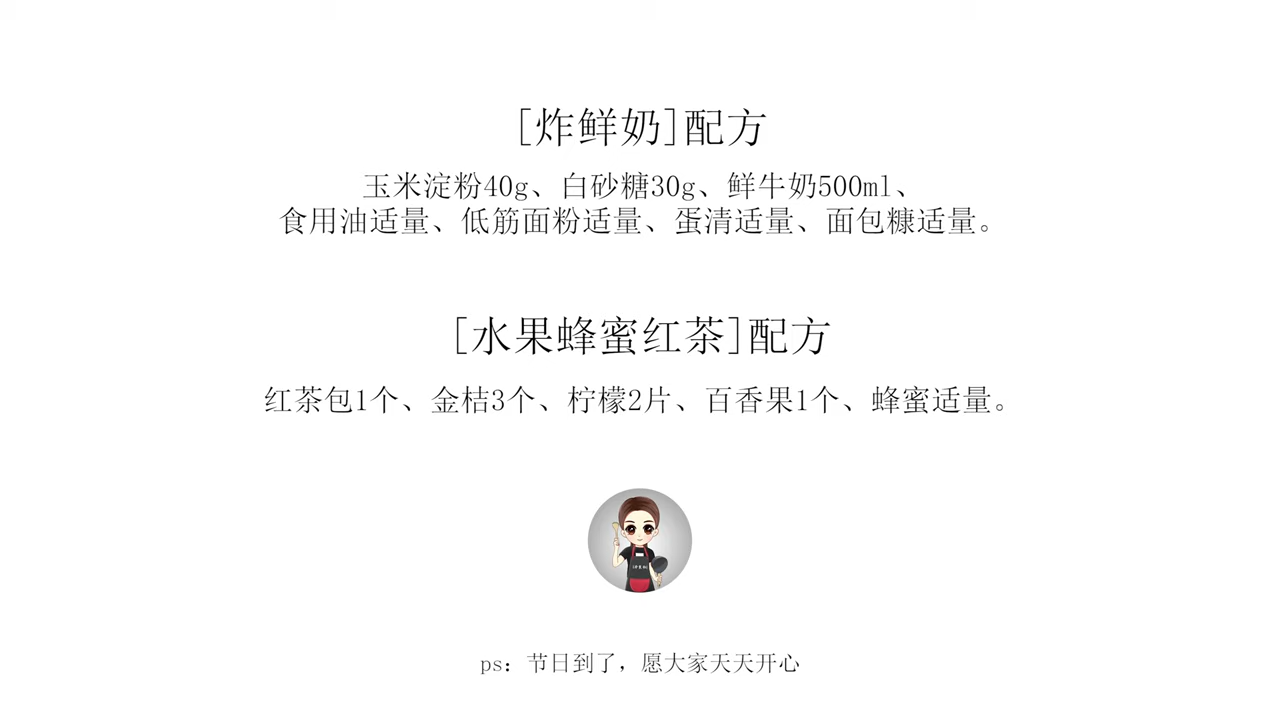 [炸鲜奶]配方
玉米淀粉40g、白砂糖30g、鲜牛奶500ml、
食用油适量、低筋面粉适量、蛋清适量、面包糠适量。
[水果蜂蜜红茶]配方
红茶包1个、金桔3个、柠檬2片、百香果1个、蜂蜜适量。
ps：节日到了，愿大家天天开心